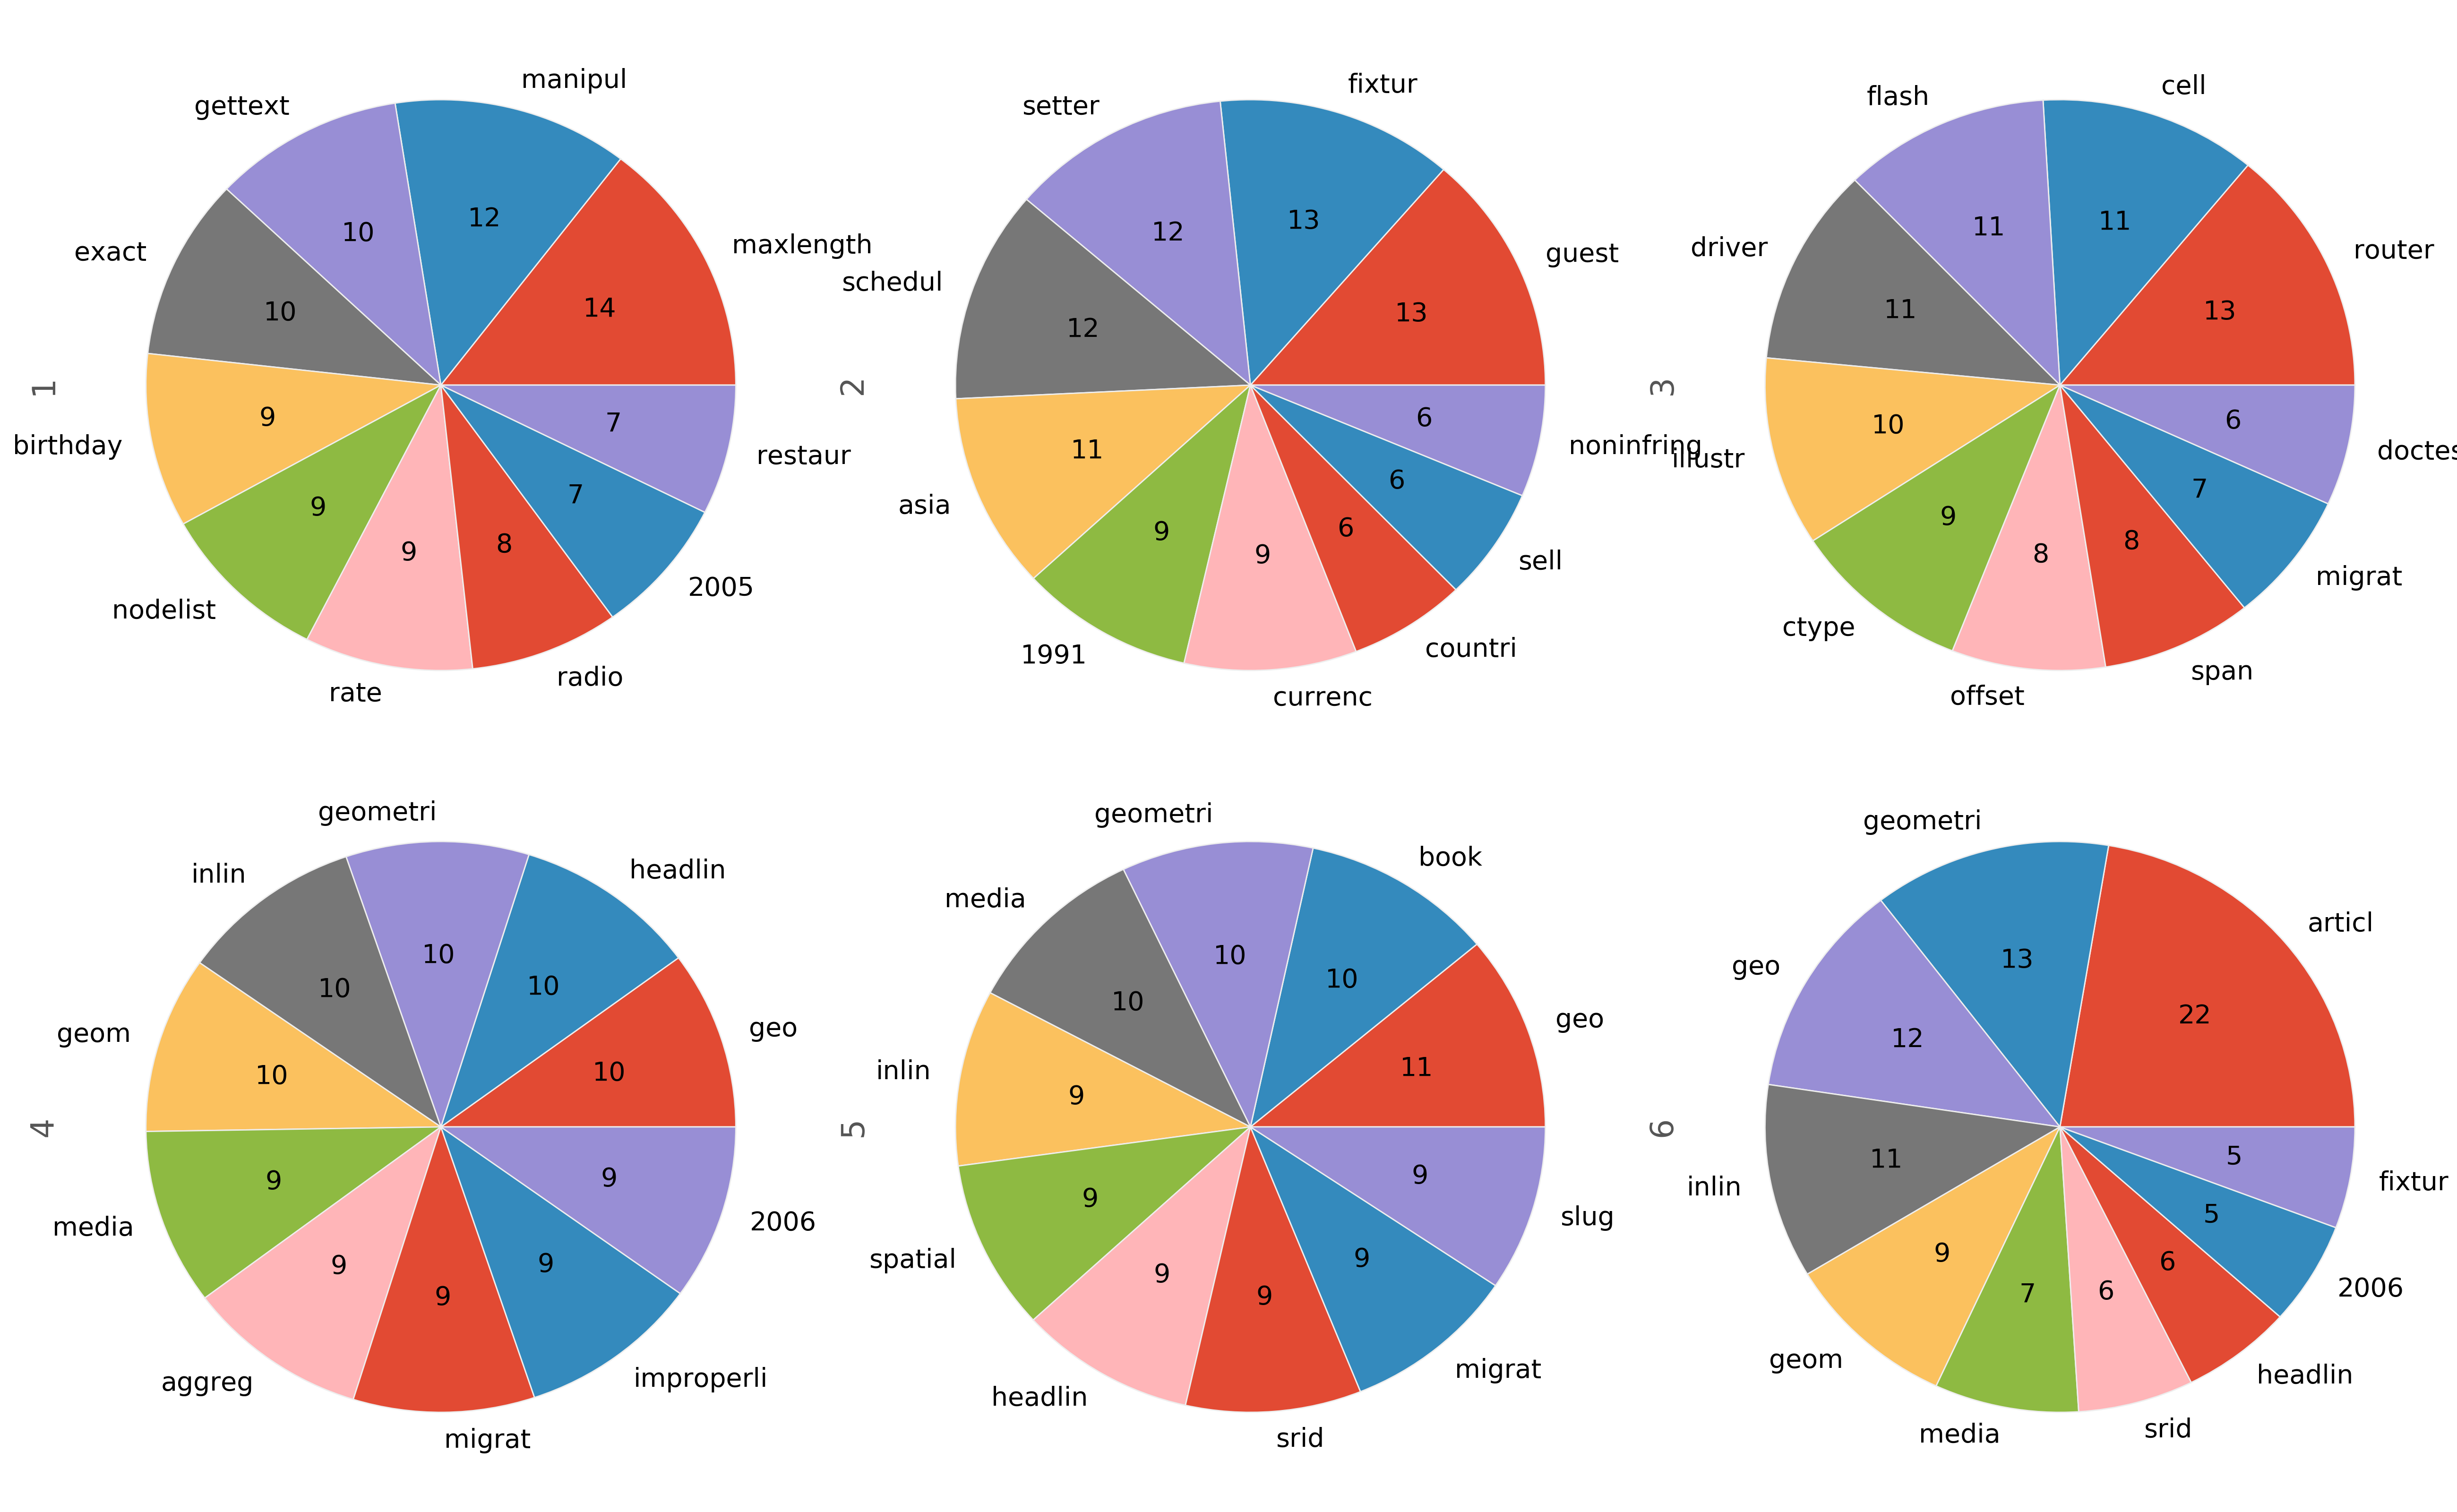 1
manipul
gettext
maxlength
exact
birthday
nodelist
rate
radio
2005
restaur
12
10
14
10
9
9
9
8
7
7
2
fixtur
setter
guest
schedul
asia
1991
currenc
countri
sell
noninfring
13
12
13
12
11
9
9
6
6
6
3
cell
flash
router
driver
illustr
ctype
offset
span
migrat
doctes
11
11
13
11
10
9
8
8
7
6
4
geometri
headlin
inlin
geo
geom
media
aggreg
migrat
improperli
2006
10
10
10
10
10
9
9
9
9
9
5
geometri
book
media
geo
inlin
spatial
headlin
srid
migrat
slug
10
10
10
11
9
9
9
9
9
9
6
geometri
articl
geo
inlin
geom
media
srid
headlin
2006
fixtur
13
22
12
11
9
7
6
6
5
5